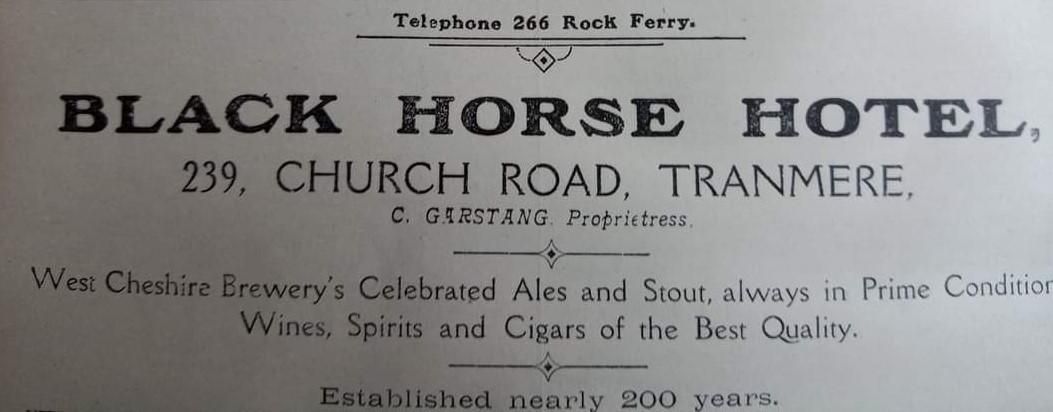 Telephone 266 Rock Ferry.
BLACK HORSE HOTEL,
239, CHURCH ROAD, TRANMERE,
C. GARSTANG. Proprietress.
West Cheshire Brewery's Celebrated Ales and Stout, always in Prime Condition
Wines, Spirits and Cigars of the Best Quality.
Established nearly 200 years.